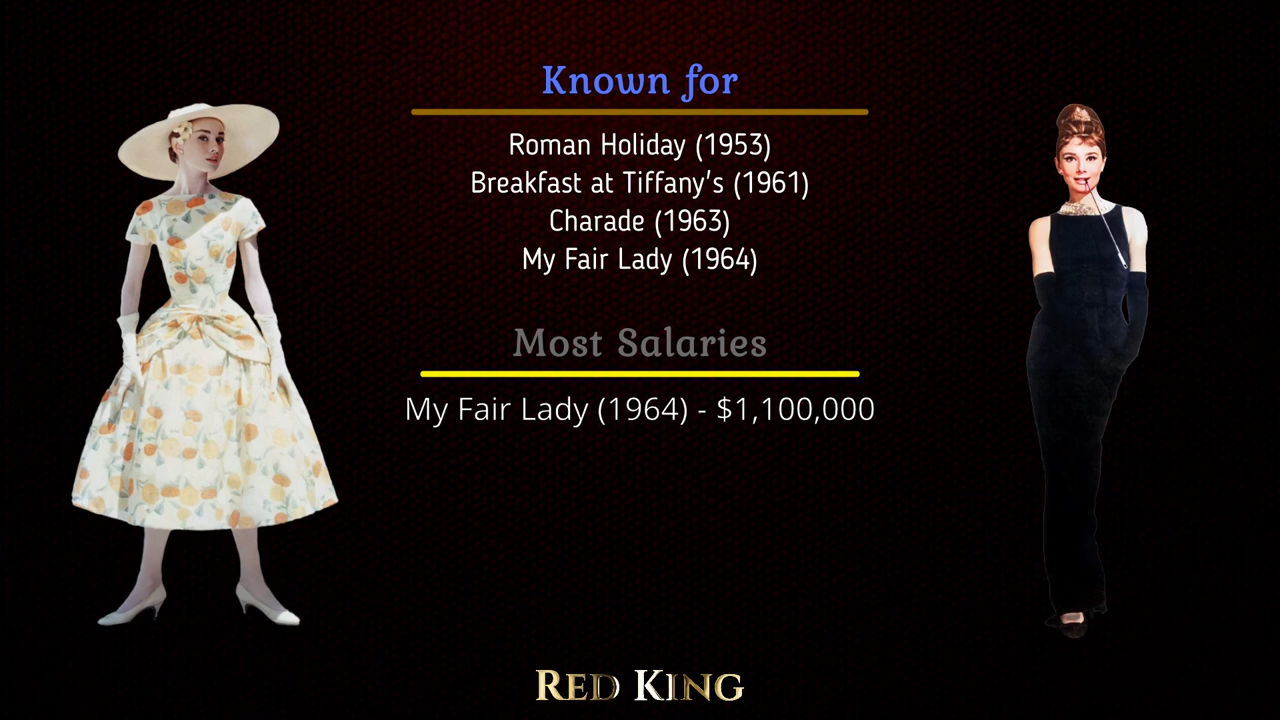 Known for
Roman Holiday (1953)
Breakfast at Tiffany's (1961)
Charade (1963)
My Fair Lady (1964)
Most Salaries
My Fair Lady (1964) - $1,100,000
RED KING